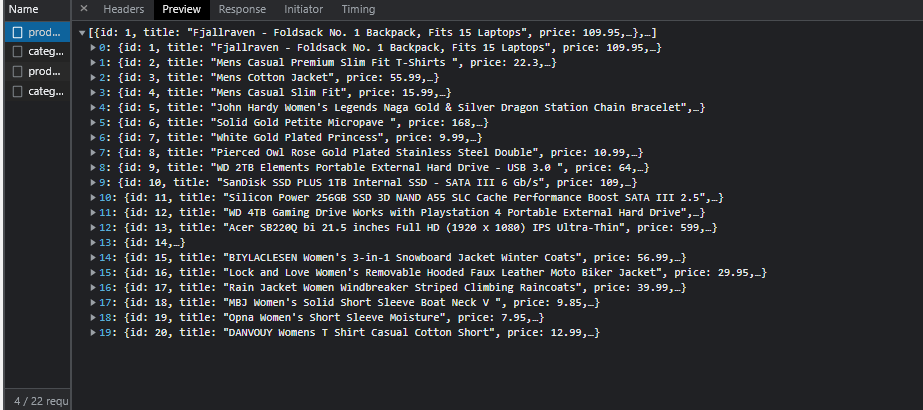 Name
× Headers Preview Response Initiator Timing
prod...
categ...
prod...
categ...
▼[{id: 1, title: "Fjallraven - Foldsack No. 1 Backpack, Fits 15 Laptops", price: 109.95,…},…]
▶0: {id: 1, title: "Fjallraven - Foldsack No. 1 Backpack, Fits 15 Laptops", price: 109.95,…}
▶1: {id: 2, title: "Mens Casual Premium Slim Fit T-Shirts ", price: 22.3,…}
▶2: {id: 3, title: "Mens Cotton Jacket", price: 55.99,…}
▶3: {id: 4, title: "Mens Casual Slim Fit", price: 15.99,…}
▶4: {id: 5, title: "John Hardy Women's Legends Naga Gold & Silver Dragon Station Chain Bracelet",…}
▶5: {id: 6, title: "Solid Gold Petite Micropave ", price: 168,…}
▶6: {id: 7, title: "White Gold Plated Princess", price: 9.99,…}
▶7: {id: 8, title: "Pierced Owl Rose Gold Plated Stainless Steel Double", price: 10.99,…}
▶8: {id: 9, title: "WD 2TB Elements Portable External Hard Drive - USB 3.0 ", price: 64,…}
▶9: {id: 10, title: "SanDisk SSD PLUS 1TB Internal SSD - SATA III 6 Gb/s", price: 109,…}
▶10: {id: 11, title: "Silicon Power 256GB SSD 3D NAND A55 SLC Cache Performance Boost SATA III 2.5",…}
▶11: {id: 12, title: "WD 4TB Gaming Drive Works with Playstation 4 Portable External Hard Drive",…}
▶12: {id: 13, title: "Acer SB220Q bi 21.5 inches Full HD (1920 x 1080) IPS Ultra-Thin", price: 599,…}
▶13: {id: 14,…}
▶14: {id: 15, title: "BIYLACLESEN Women's 3-in-1 Snowboard Jacket Winter Coats", price: 56.99,…}
▶15: {id: 16, title: "Lock and Love Women's Removable Hooded Faux Leather Moto Biker Jacket", price: 29.95,…}
▶16: {id: 17, title: "Rain Jacket Women Windbreaker Striped Climbing Raincoats", price: 39.99,…}
▶17: {id: 18, title: "MBJ Women's Solid Short Sleeve Boat Neck V ", price: 9.85,…}
▶18: {id: 19, title: "Opna Women's Short Sleeve Moisture", price: 7.95,…}
▶19: {id: 20, title: "DANVOUY Womens T Shirt Casual Cotton Short", price: 12.99,…}
4 / 22 requ